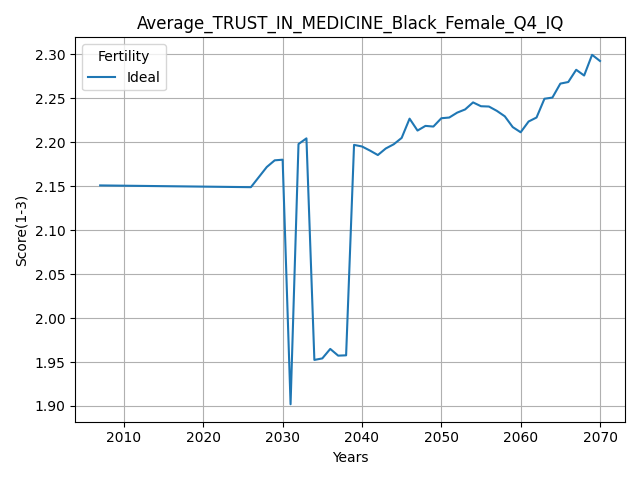 Average_TRUST_IN_MEDICINE_Black_Female_Q4_IQ
Fertility
Ideal
Score(1-3)
2.30
2.25
2.20
2.15
2.10
2.05
2.00
1.95
1.90
2010 2020 2030 2040 2050 2060 2070
Years